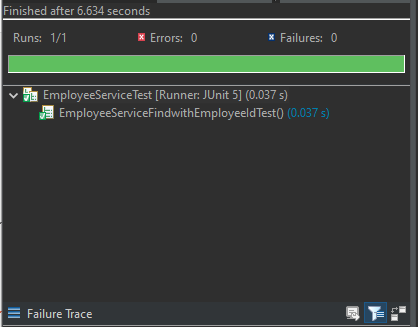 Finished after 6.634 seconds
Runs: 1/1 Errors: 0 Failures: 0
EmployeeServiceTest [Runner: JUnit 5] (0.037 s)
EmployeeServiceFindwithEmployeeIdTest() (0.037 s)
Failure Trace